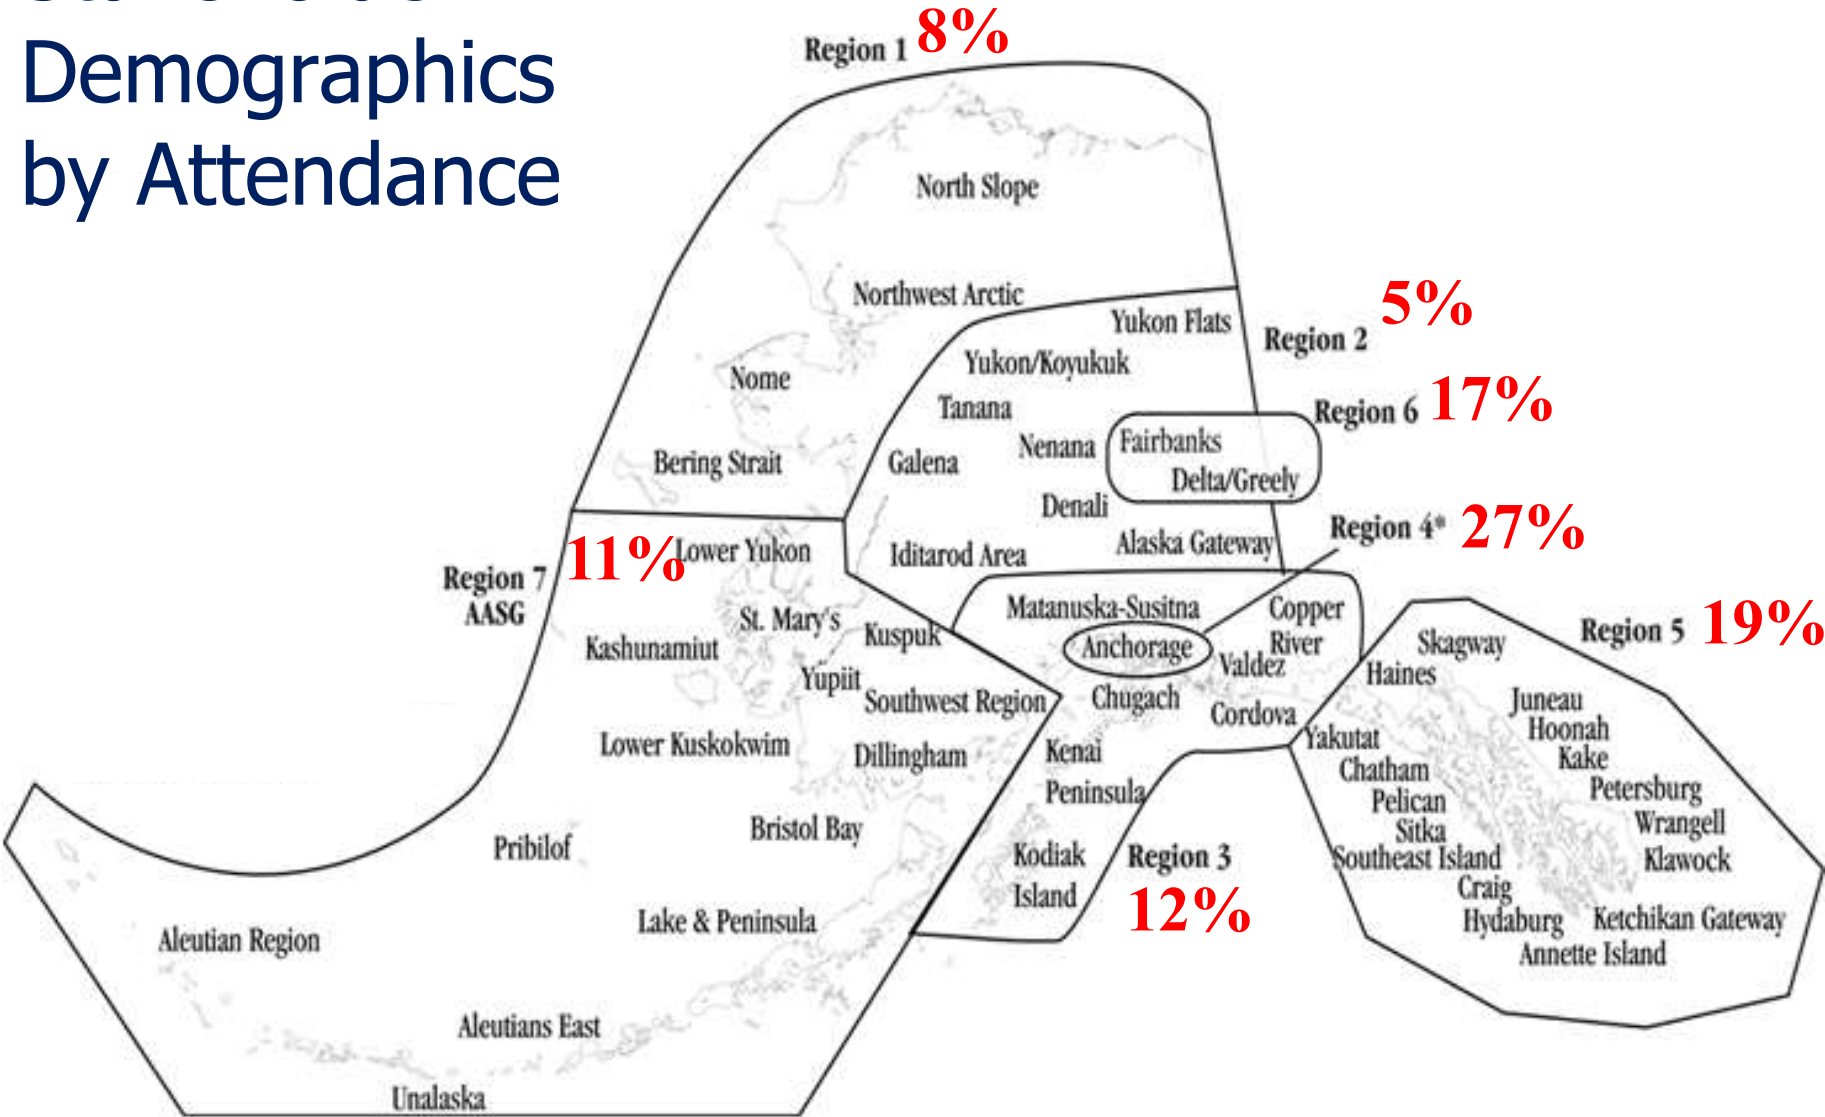 Demographics
by Attendance
Region 1 8%
North Slope
Northwest Arctic
Nome
Bering Strait
5%
Region 2
Yukon Flats
Yukon/Koyukuk
Tanana
Nenana
Galena
Denali
Iditarod Area
Alaska Gateway
Region 6 17%
Fairbanks
Delta/Greely
Region 4* 27%
Anchorage
Region 7 11%
AASG
Lower Yukon
St. Mary's
Kuspuk
Kashunamiut
Yupiit
Southwest Region
Lower Kuskokwim
Dillingham
Pribilof
Bristol Bay
Lake & Peninsula
Aleutian Region
Aleutians East
Unalaska
Matanuska-Susitna
Copper
River
Valdez
Chugach
Cordova
Kenai
Peninsula
Kodiak
Island
Region 3
12%
Region 5 19%
Skagway
Haines
Juneau
Hoonah
Yakutat
Kake
Chatham
Petersburg
Pelican
Wrangell
Sitka
Southeast Island
Klawock
Craig
Hydaburg
Ketchikan Gateway
Annette Island